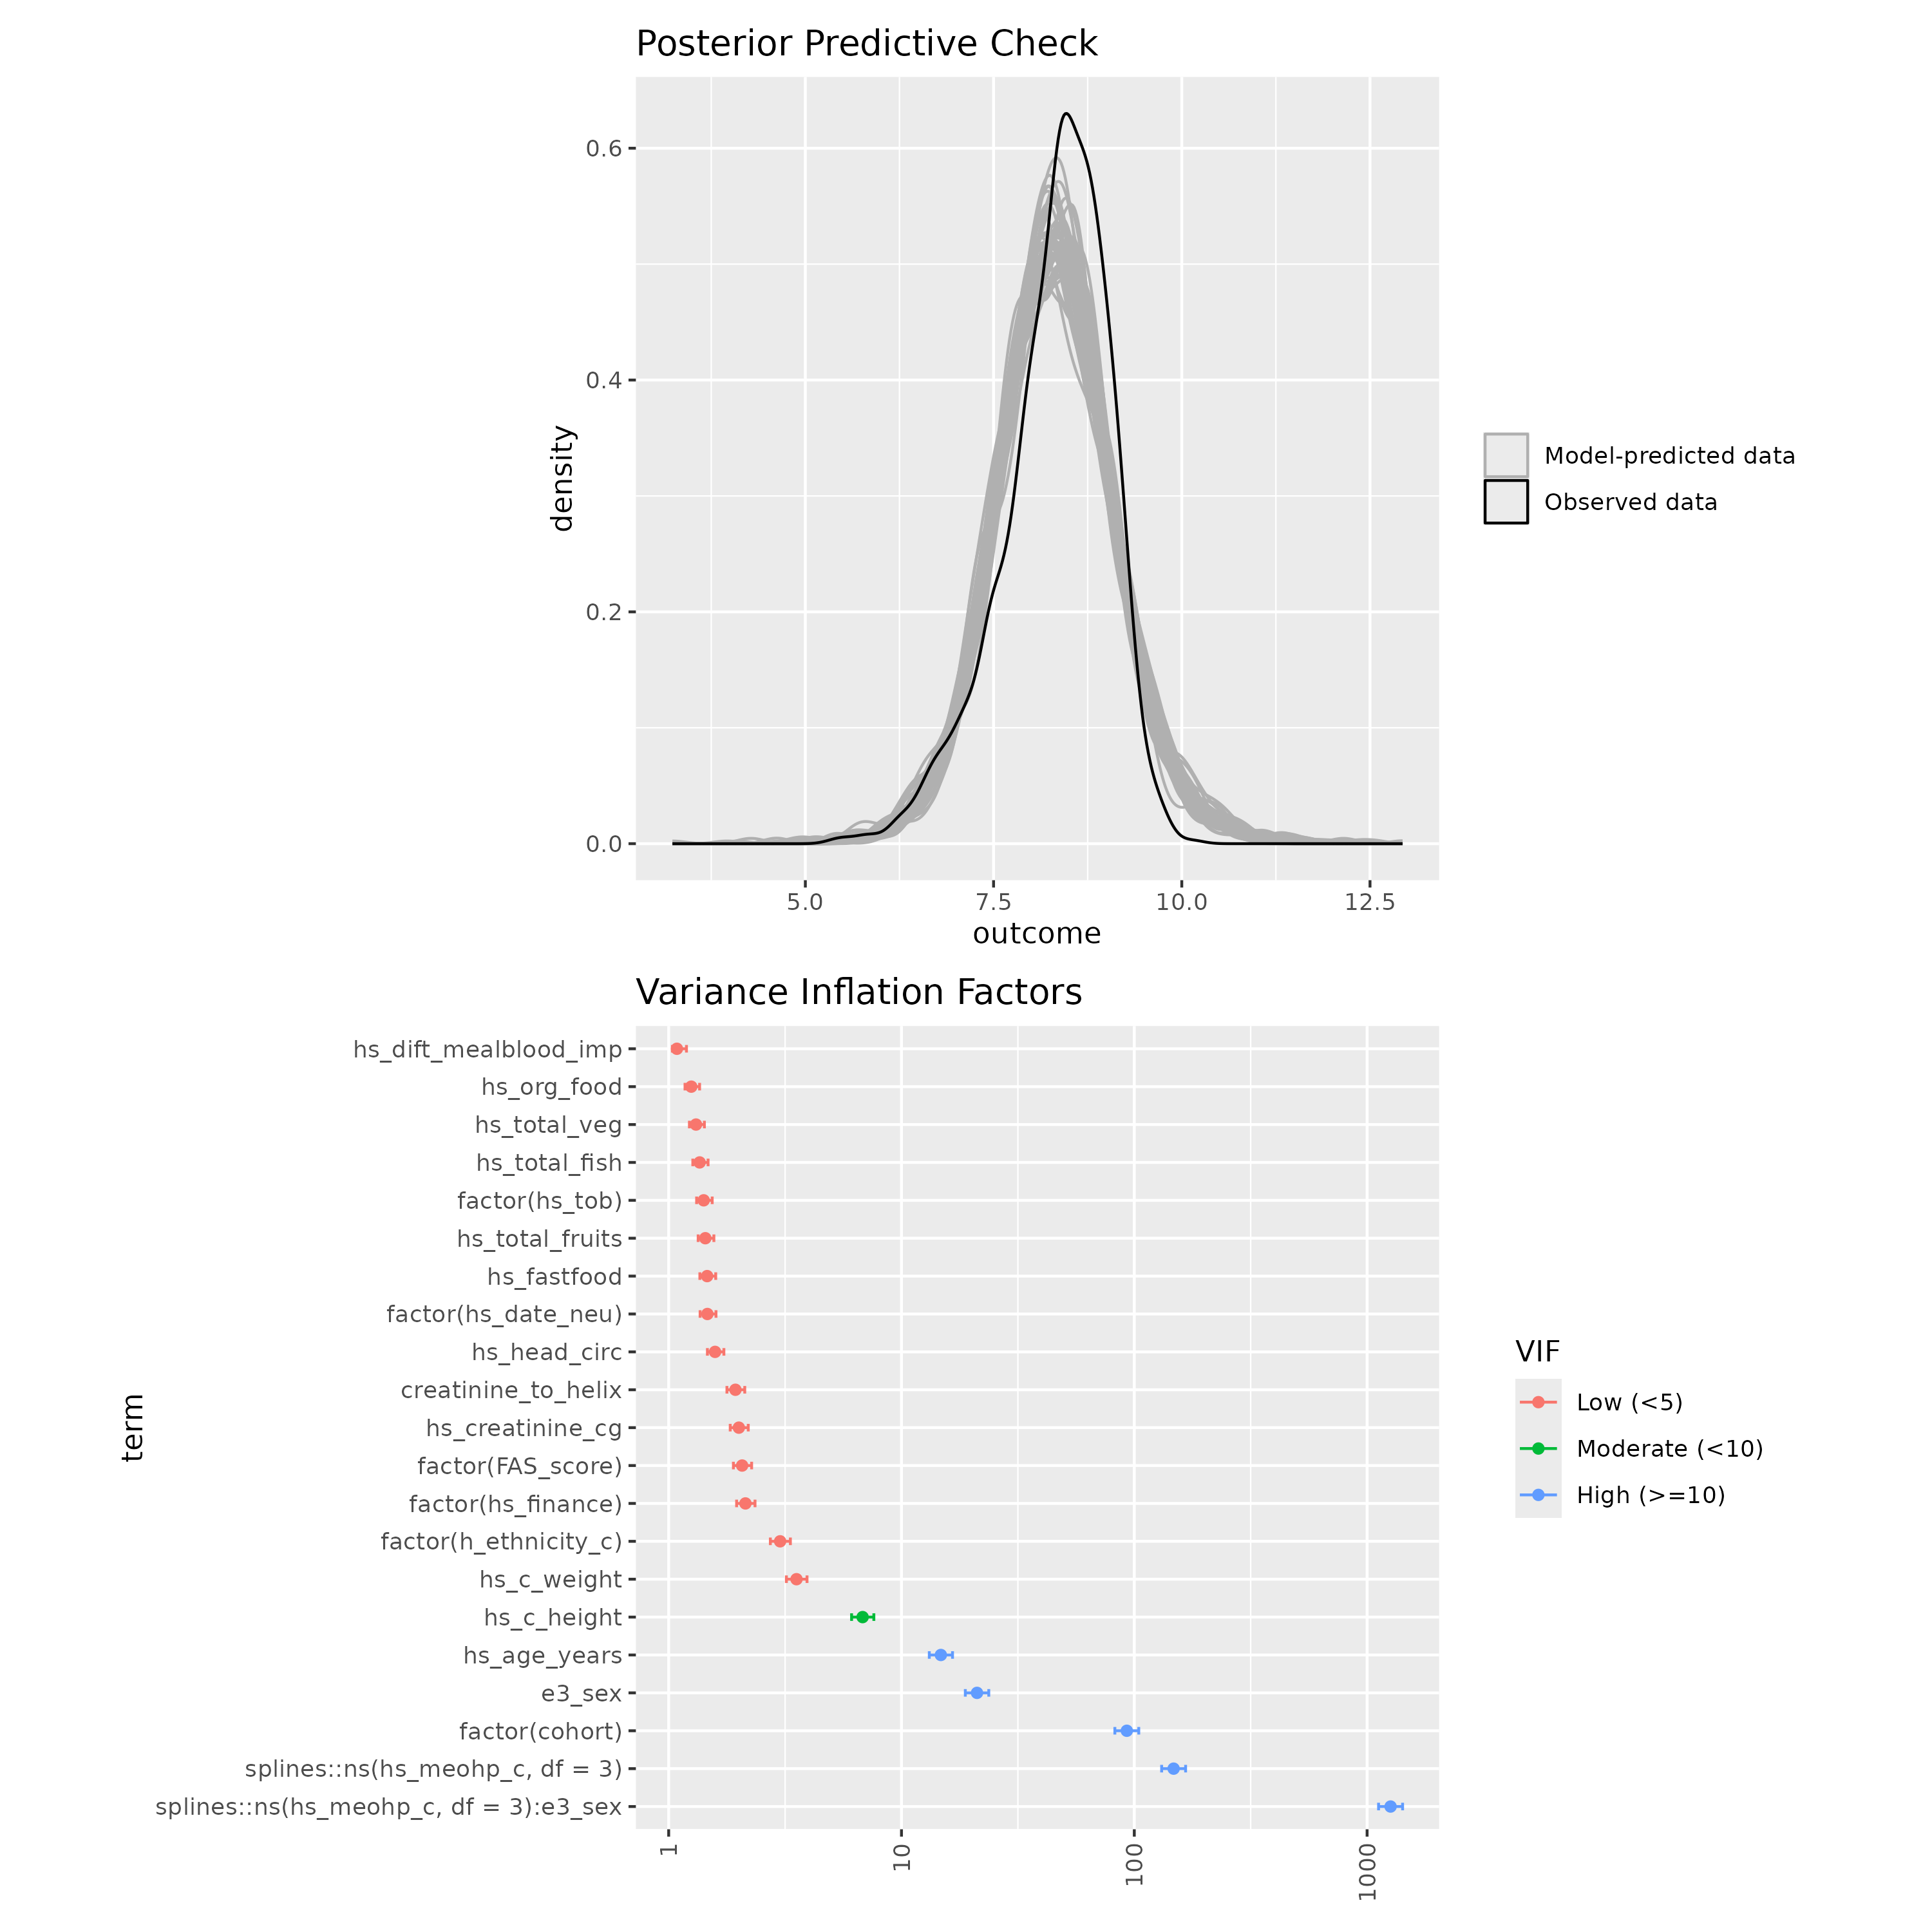 Posterior Predictive Check
0.6
0.4
0.2
0.0
density
5.0 7.5 10.0 12.5
outcome
Model-predicted data
Observed data
Variance Inflation Factors
term
hs_dift_mealblood_imp
hs_org_food
hs_total_veg
hs_total_fish
factor(hs_tob)
hs_total_fruits
hs_fastfood
factor(hs_date_neu)
hs_head_circ
creatinine_to_helix
hs_creatinine_cg
factor(FAS_score)
factor(hs_finance)
factor(h_ethnicity_c)
hs_c_weight
hs_c_height
hs_age_years
e3_sex
factor(cohort)
splines::ns(hs_meohp_c, df = 3)
splines::ns(hs_meohp_c, df = 3):e3_sex
1 10 100 1000
VIF
Low (<5)
Moderate (<10)
High (>=10)